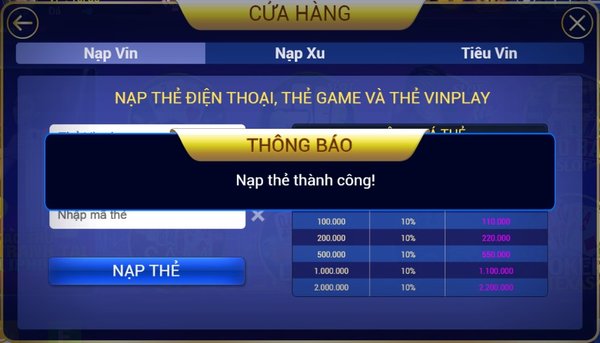 CỬA HÀNG
Nạp Vin Nạp Xu Tiêu Vin
NẠP THẺ ĐIỆN THOẠI, THẺ GAME VÀ THẺ VINPLAY
THÔNG BÁO
Nạp thẻ thành công!
Nhập mã thẻ
100.000 10% 110.000
200.000 10% 220.000
500.000 10% 550.000
1.000.000 10% 1.100.000
2.000.000 10% 2.200.000
NẠP THẺ